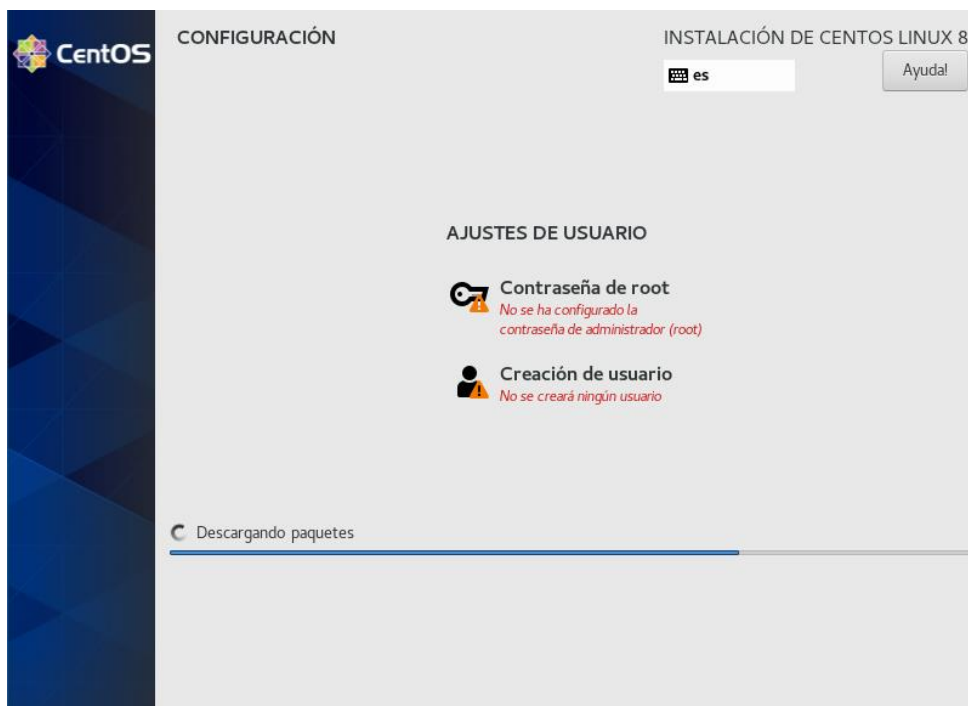 CentOS
CONFIGURACIÓN
INSTALACIÓN DE CENTOS LINUX 8
es
Ayuda!
AJUSTES DE USUARIO
Contraseña de root
No se ha configurado la
contraseña de administrador (root)
Creación de usuario
No se creará ningún usuario
Descargando paquetes